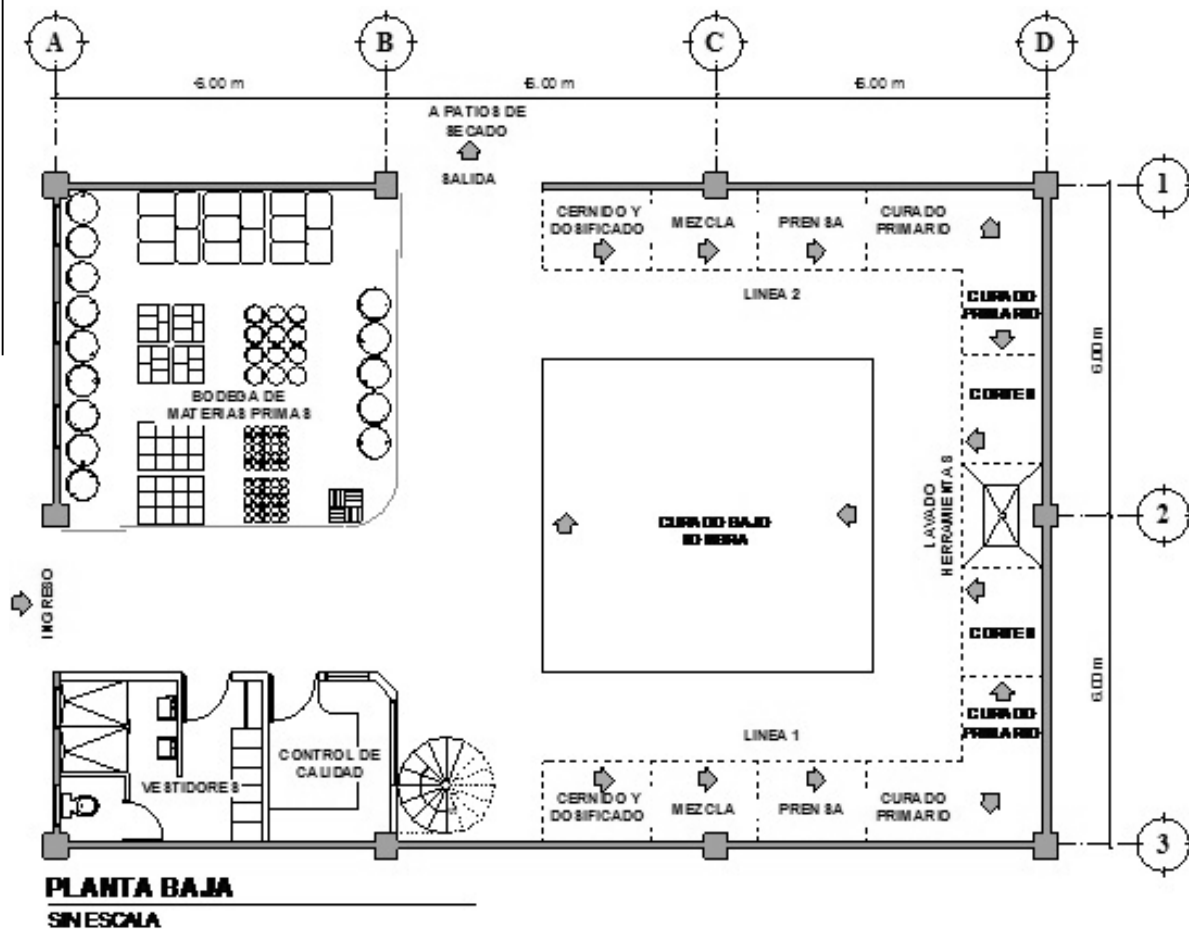 A
B
C
D
6.00 m
6.00 m
6.00 m
A PATIOS DE
SECADO
SALIDA
1
CERNIDO Y
DOSIFICADO
MEZCLA
PRENSA
CURADO
PRIMARIO
LINEA 2
CURADO
PRIMARIO
6.00 m
CORTES
BODEGA DE
MATERIAS PRIMAS
LAVADO
HERRAMIENTAS
2
CURADO BAJO
SOMBRA
INGRESO
CORTES
6.00 m
CURADO
PRIMARIO
LINEA 1
CONTROL DE
CALIDAD
VESTIDORES
CERNIDO Y
DOSIFICADO
MEZCLA
PRENSA
CURADO
PRIMARIO
3
PLANTA BAJA
SIN ESCALA